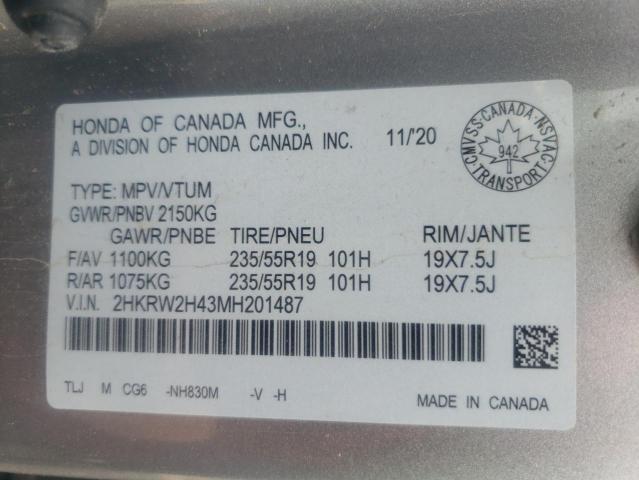 HONDA OF CANADA MFG.,
A DIVISION OF HONDA CANADA INC. 11/'20
CMVSS·CANADA·NSVAC·TRANSPORT·
942
TYPE: MPV/VTUM
GVWR/PNBV 2150KG
GAWR/PNBE TIRE/PNEU RIM/JANTE
F/AV 1100KG 235/55R19 101H 19X7.5J
R/AR 1075KG 235/55R19 101H 19X7.5J
V.I.N. 2HKRW2H43MH201487
TLJ M CG6 -NH830M -V -H
MADE IN CANADA